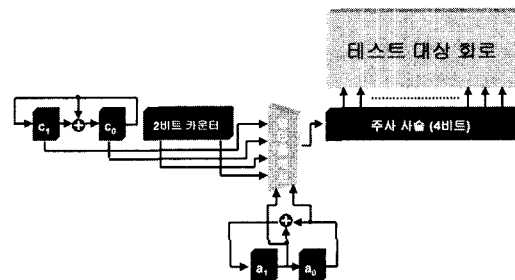 테스트 대상 회로
c₁
c₀
2비트 카운터
주사 사슬 (4비트)
a₁
a₀